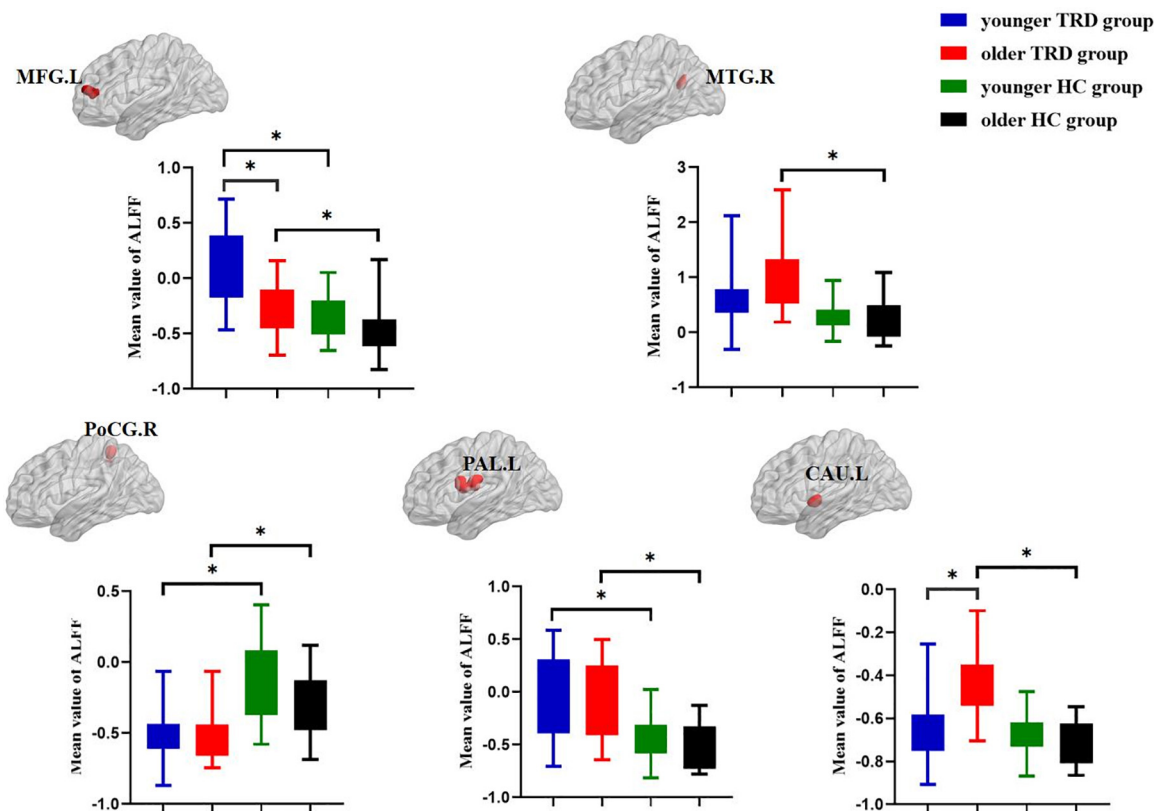 younger TRD group
older TRD group
younger HC group
older HC group
MFG.L
*
*
*
1.0
0.5
0.0
-0.5
-1.0
Mean value of ALFF
MTG.R
*
3
2
1
0
-1
Mean value of ALFF
PoCG.R
*
*
0.5
0.0
-0.5
-1.0
Mean value of ALFF
PAL.L
*
*
1.0
0.5
0.0
-0.5
-1.0
Mean value of ALFF
CAU.L
*
*
0.0
-0.2
-0.4
-0.6
-0.8
-1.0
Mean value of ALFF